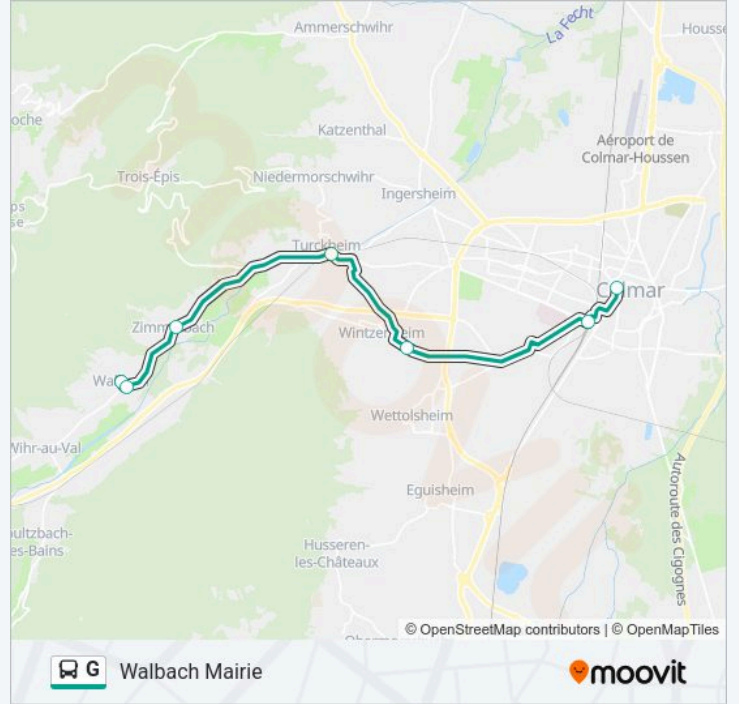 Ammerschwihr
La Fecht
Housse
oche
Katzenthal
Aéroport de
Colmar-Houssen
Trois-Épis
Niedermorschwihr
Ingersheim
ps
se
Turckheim
Colmar
Zimmerbach
Wintzenheim
Wa
Wettolsheim
Wihr-au-Val
Eguisheim
Autoroute des Cigognes
oultzbach-
es-Bains
Husseren-
les-Châteaux
© OpenStreetMap contributors | © OpenMapTiles
G Walbach Mairie
moovit